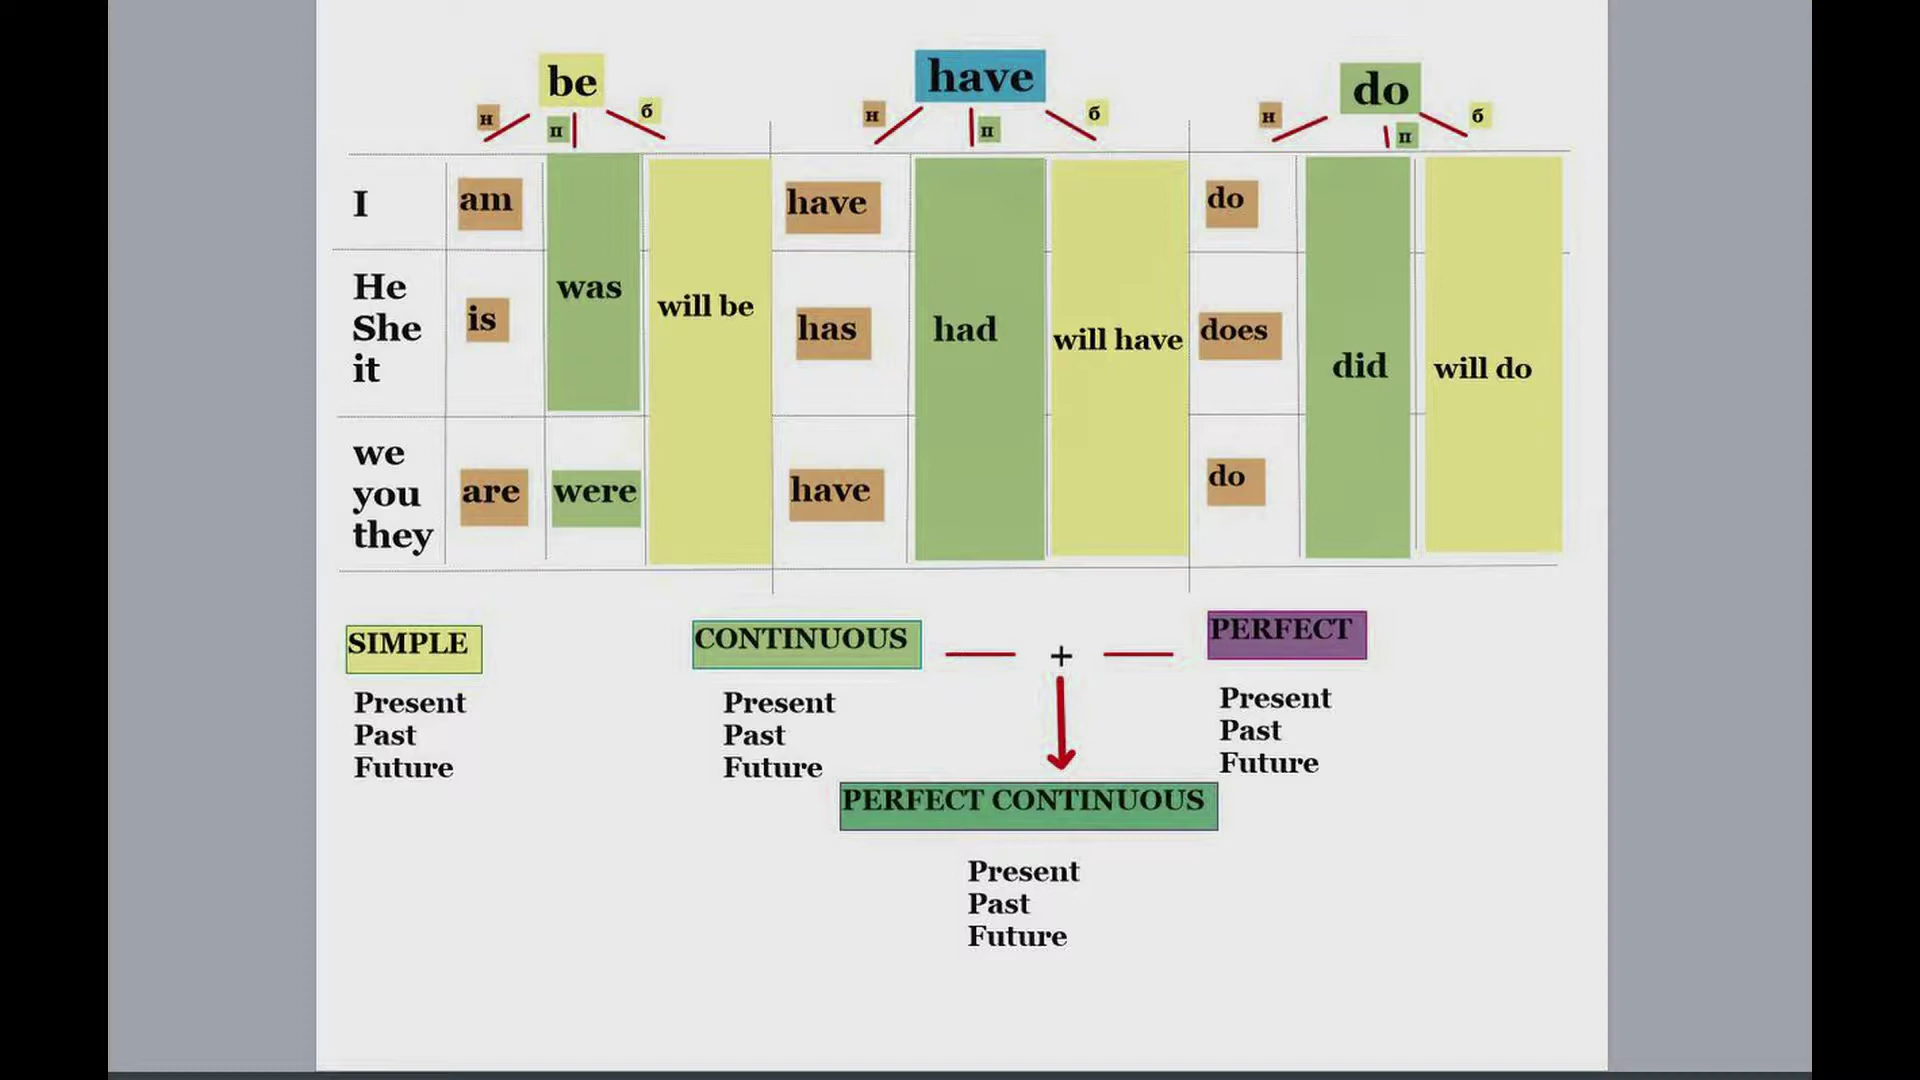 be have do
н п б н п б н п б
I am have do
He
She
it
is was will be has had will have does did will do
we
you
they
are were have do
SIMPLE
Present
Past
Future
CONTINUOUS
Present
Past
Future
+
PERFECT
Present
Past
Future
PERFECT CONTINUOUS
Present
Past
Future